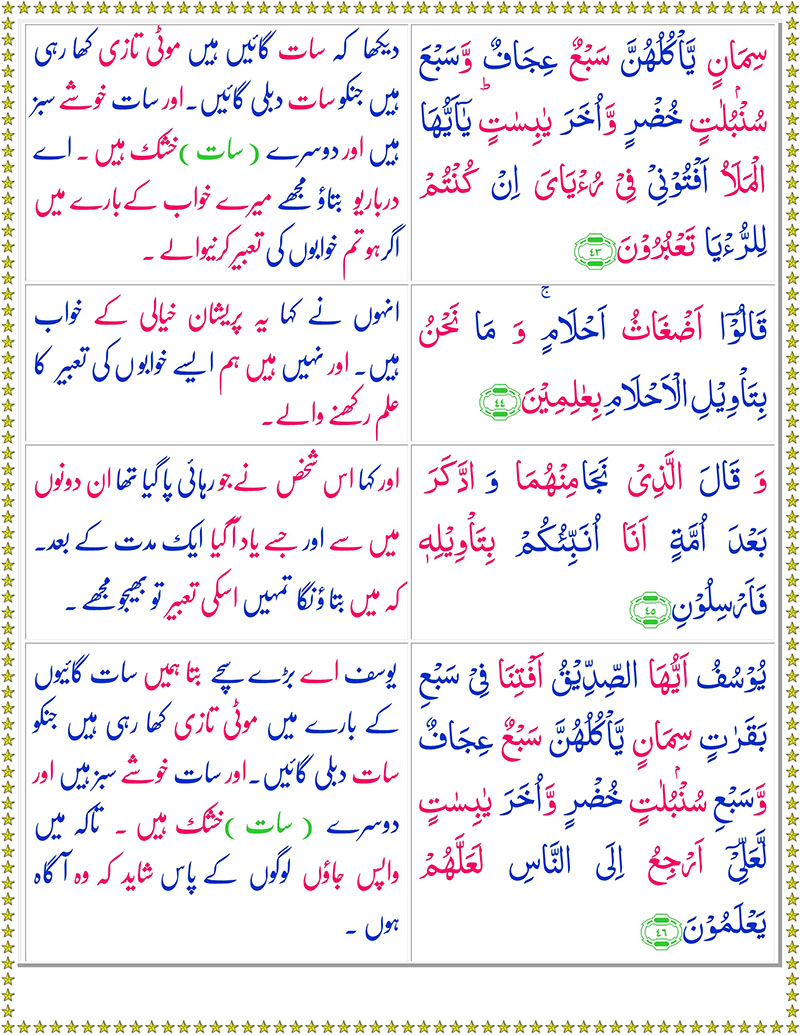 سِمَانٍ يَّاۡكُلُهُنَّ سَبۡعٌ عِجَافٌ وَّسَبۡعَ
سُنۡۢبُلٰتٍ خُضۡرٍ وَّاُخَرَ يٰبِسٰتٍ‌ؕ يٰۤاَيُّهَا
الۡمَلَاُ اَفۡتُوۡنِىۡ فِىۡ رُءۡيَاىَ اِنۡ كُنۡتُمۡ
لِلرُّءۡيَا تَعۡبُرُوۡنَ ﴿٤٣﴾
دیکھا کہ سات گائیں ہیں موٹی تازی کھا رہی
ہیں جنکو سات دبلی گائیں۔ اور سات خوشے سبز
ہیں اور دوسرے ( سات ) خشک ہیں ۔ اے
درباریو بتاؤ مجھے میرے خواب کے بارے میں
اگر ہو تم خوابوں کی تعبیر کرنیوالے ۔
قَالُوۡۤا اَضۡغَاثُ اَحۡلَامٍ‌ۚ وَ مَا نَحۡنُ
بِتَاۡوِيۡلِ الۡاَحۡلَامِ بِعٰلِمِيۡنَ ﴿٤٤﴾
انہوں نے کہا یہ پریشان خیالی کے خواب
ہیں۔ اور نہیں ہیں ہم ایسے خوابوں کی تعبیر کا
علم رکھنے والے۔
وَ قَالَ الَّذِىۡ نَجَا مِنۡهُمَا وَ ادَّكَرَ
بَعۡدَ اُمَّةٍ اَنَا اُنَـبِّئُكُمۡ بِتَاۡوِيۡلِهٖ
فَاَرۡسِلُوۡنِ ﴿٤٥﴾
اور کہا اس شخص نے جو رہائی پا گیا تھا ان دونوں
میں سے اور جسے یاد آ گیا ایک مدت کے بعد۔
کہ میں بتاؤنگا تمہیں اسکی تعبیر تو بھیجو مجھے ۔
يُوۡسُفُ اَيُّهَا الصِّدِّيۡقُ اَفۡتِنَا فِىۡ سَبۡعِ
بَقَرٰتٍ سِمَانٍ يَّاۡكُلُهُنَّ سَبۡعٌ عِجَافٌ
وَّسَبۡعِ سُنۡۢبُلٰتٍ خُضۡرٍ وَّاُخَرَ يٰبِسٰتٍ
لَّعَلِّىۡۤ اَرۡجِعُ اِلَى النَّاسِ لَعَلَّهُمۡ
يَعۡلَمُوۡنَ ﴿٤٦﴾
یوسف اے بڑے سچے بتا ہمیں سات گائیوں
کے بارے میں موٹی تازی کھا رہی ہیں جنکو
سات دبلی گائیں۔ اور سات خوشے سبز ہیں اور
دوسرے ( سات ) خشک ہیں ۔ تاکہ میں
واپس جاؤں لوگوں کے پاس شاید کہ وہ آگاہ
ہوں ۔